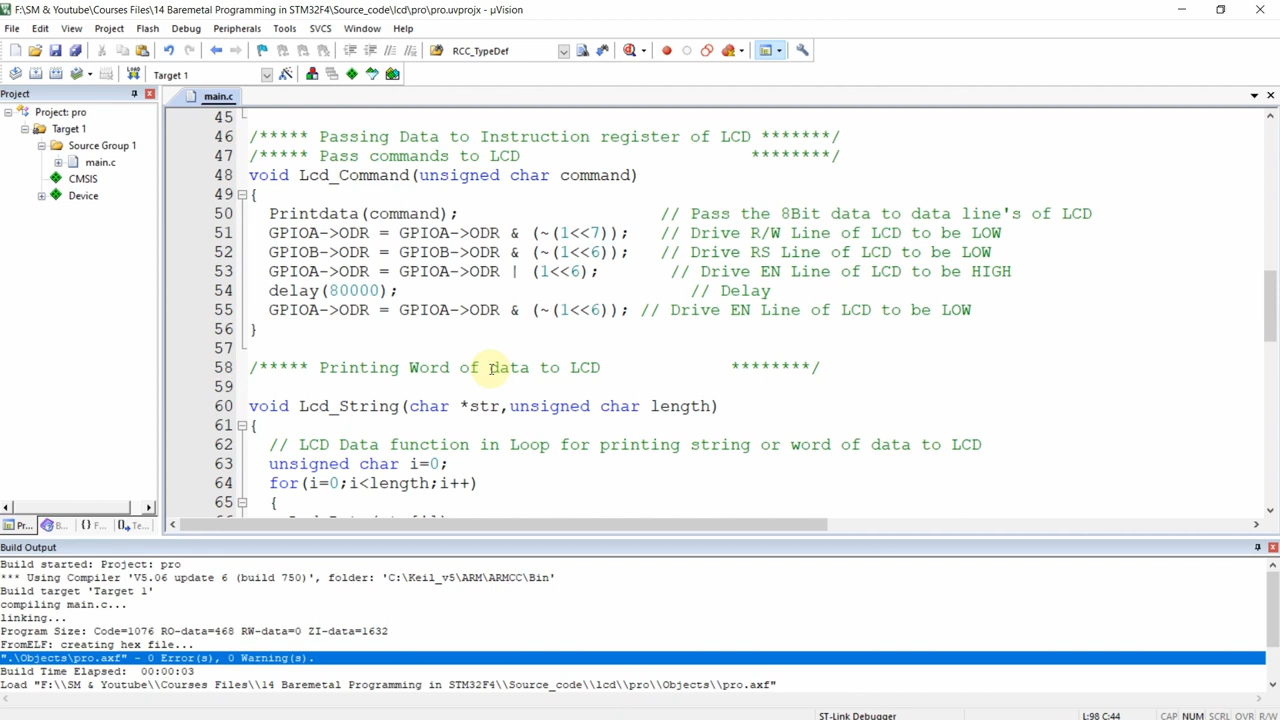 F:\SM & Youtube\Courses Files\14 Baremetal Programming in STM32F4\Source_code\lcd\pro\pro.uvprojx - µVision
File Edit View Project Flash Debug Peripherals Tools SVCS Window Help
RCC_TypeDef
Target 1
Project
main.c
Project: pro
Target 1
Source Group 1
main.c
CMSIS
Device
45
46 /***** Passing Data to Instruction register of LCD *******/
47 /***** Pass commands to LCD ********/
48 void Lcd_Command(unsigned char command)
49 {
50 Printdata(command); // Pass the 8Bit data to data line's of LCD
51 GPIOA->ODR = GPIOA->ODR & (~(1<<7)); // Drive R/W Line of LCD to be LOW
52 GPIOB->ODR = GPIOB->ODR & (~(1<<6)); // Drive RS Line of LCD to be LOW
53 GPIOA->ODR = GPIOA->ODR | (1<<6); // Drive EN Line of LCD to be HIGH
54 delay(80000); // Delay
55 GPIOA->ODR = GPIOA->ODR & (~(1<<6)); // Drive EN Line of LCD to be LOW
56 }
57
58 /***** Printing Word of data to LCD ********/
59
60 void Lcd_String(char *str,unsigned char length)
61 {
62 // LCD Data function in Loop for printing string or word of data to LCD
63 unsigned char i=0;
64 for(i=0;i<length;i++)
65 {
Pr... B... {} F... Te...
Build Output
Build started: Project: pro
*** Using Compiler 'V5.06 update 6 (build 750)', folder: 'C:\Keil_v5\ARM\ARMCC\Bin'
Build target 'Target 1'
compiling main.c...
linking...
Program Size: Code=1076 RO-data=468 RW-data=0 ZI-data=1632
FromELF: creating hex file...
".\Objects\pro.axf" - 0 Error(s), 0 Warning(s).
Build Time Elapsed: 00:00:03
Load "F:\\SM & Youtube\\Courses Files\\14 Baremetal Programming in STM32F4\\Source_code\\lcd\\pro\\Objects\\pro.axf"
ST-Link Debugger L:98 C:44 CAP NUM SCRL OVR R/W